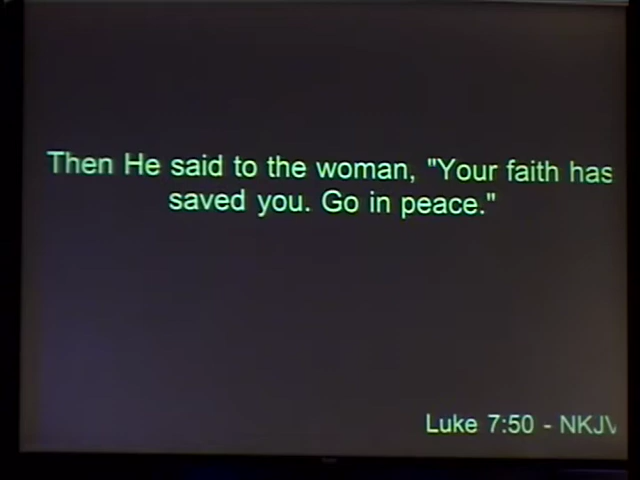 Then He said to the woman, "Your faith has
saved you. Go in peace."
Luke 7:50 - NKJV